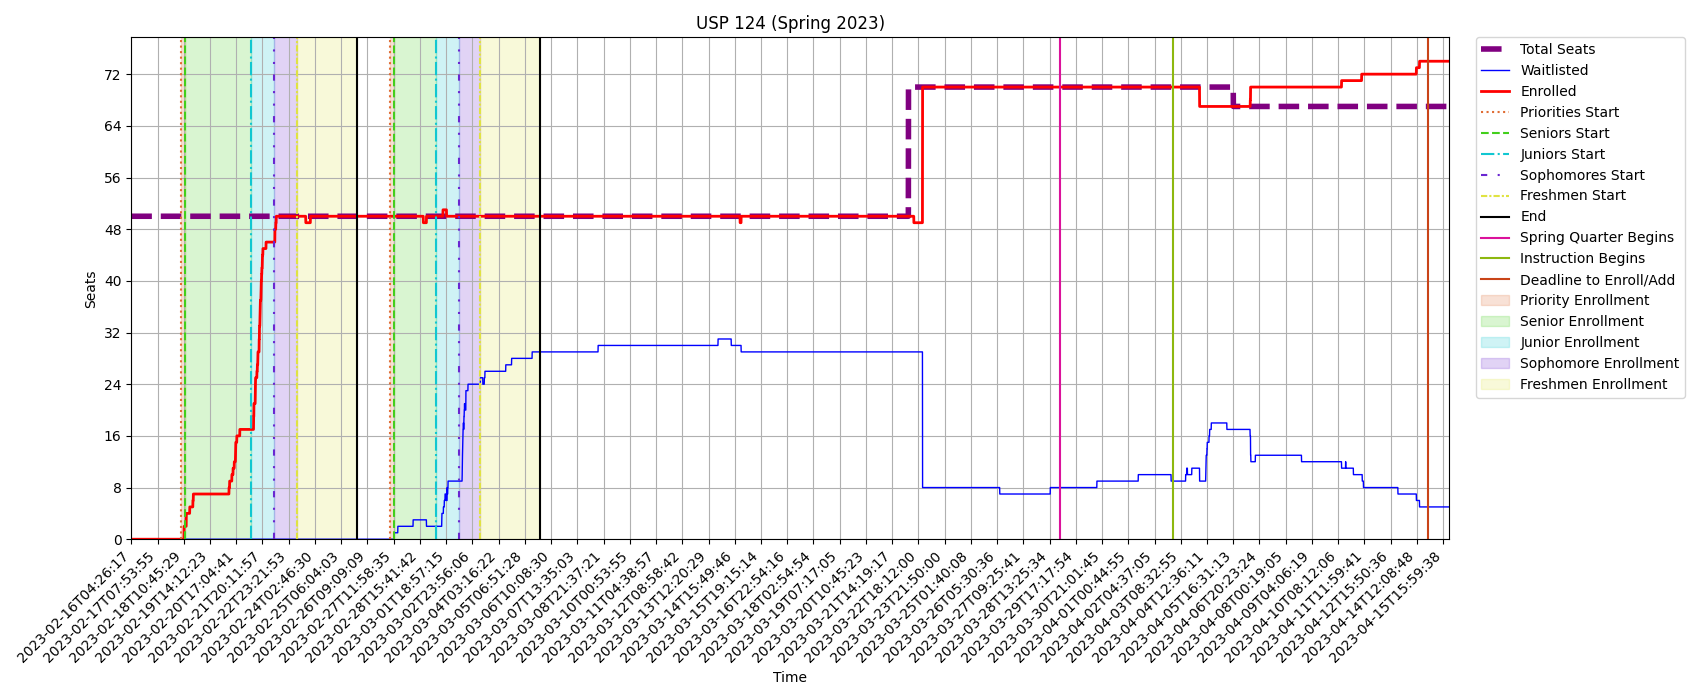 USP 124 (Spring 2023)
Seats
72
64
56
48
40
32
24
16
8
0
2023-02-16T04:26:17
2023-02-17T07:53:55
2023-02-18T10:45:29
2023-02-19T14:12:23
2023-02-20T17:04:41
2023-02-21T20:11:57
2023-02-22T23:21:53
2023-02-24T02:46:30
2023-02-25T06:04:03
2023-02-26T09:09:09
2023-02-27T11:58:35
2023-02-28T15:41:42
2023-03-01T18:57:15
2023-03-02T23:56:06
2023-03-04T03:16:22
2023-03-05T06:51:28
2023-03-06T10:08:30
2023-03-07T13:35:03
2023-03-08T21:37:21
2023-03-10T00:53:55
2023-03-11T04:38:57
2023-03-12T08:58:42
2023-03-13T12:20:29
2023-03-14T15:49:46
2023-03-15T19:15:14
2023-03-16T22:54:16
2023-03-18T02:54:54
2023-03-19T07:17:05
2023-03-20T10:45:23
2023-03-21T14:19:17
2023-03-22T18:12:00
2023-03-23T21:50:00
2023-03-25T01:40:08
2023-03-26T05:30:36
2023-03-27T09:25:41
2023-03-28T13:25:34
2023-03-29T17:17:54
2023-03-30T21:01:45
2023-04-01T00:44:55
2023-04-02T04:37:05
2023-04-03T08:32:55
2023-04-04T12:36:11
2023-04-05T16:31:13
2023-04-06T20:23:24
2023-04-08T00:19:05
2023-04-09T04:06:19
2023-04-10T08:12:06
2023-04-11T11:59:41
2023-04-12T15:50:36
2023-04-14T12:08:48
2023-04-15T15:59:38
Time
Total Seats
Waitlisted
Enrolled
Priorities Start
Seniors Start
Juniors Start
Sophomores Start
Freshmen Start
End
Spring Quarter Begins
Instruction Begins
Deadline to Enroll/Add
Priority Enrollment
Senior Enrollment
Junior Enrollment
Sophomore Enrollment
Freshmen Enrollment